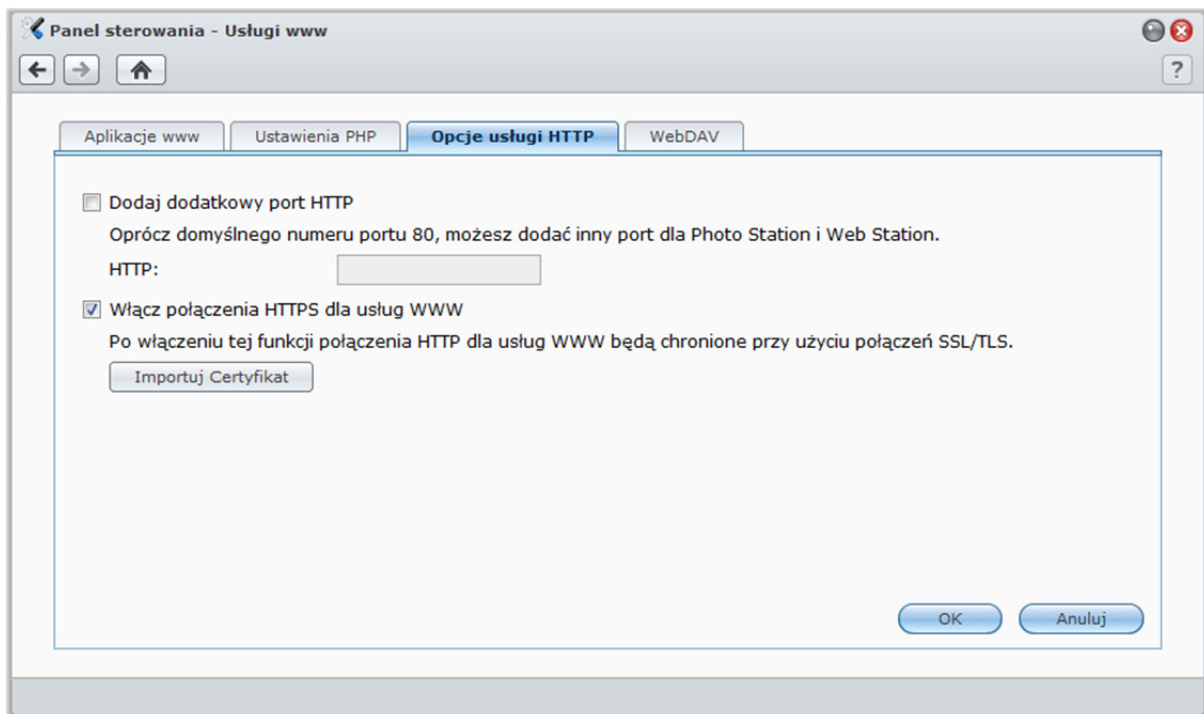 Panel sterowania - Usługi www
?
Aplikacje www Ustawienia PHP Opcje usługi HTTP WebDAV
Dodaj dodatkowy port HTTP
Oprócz domyślnego numeru portu 80, możesz dodać inny port dla Photo Station i Web Station.
HTTP:
Włącz połączenia HTTPS dla usług WWW
Po włączeniu tej funkcji połączenia HTTP dla usług WWW będą chronione przy użyciu połączeń SSL/TLS.
Importuj Certyfikat
OK Anuluj